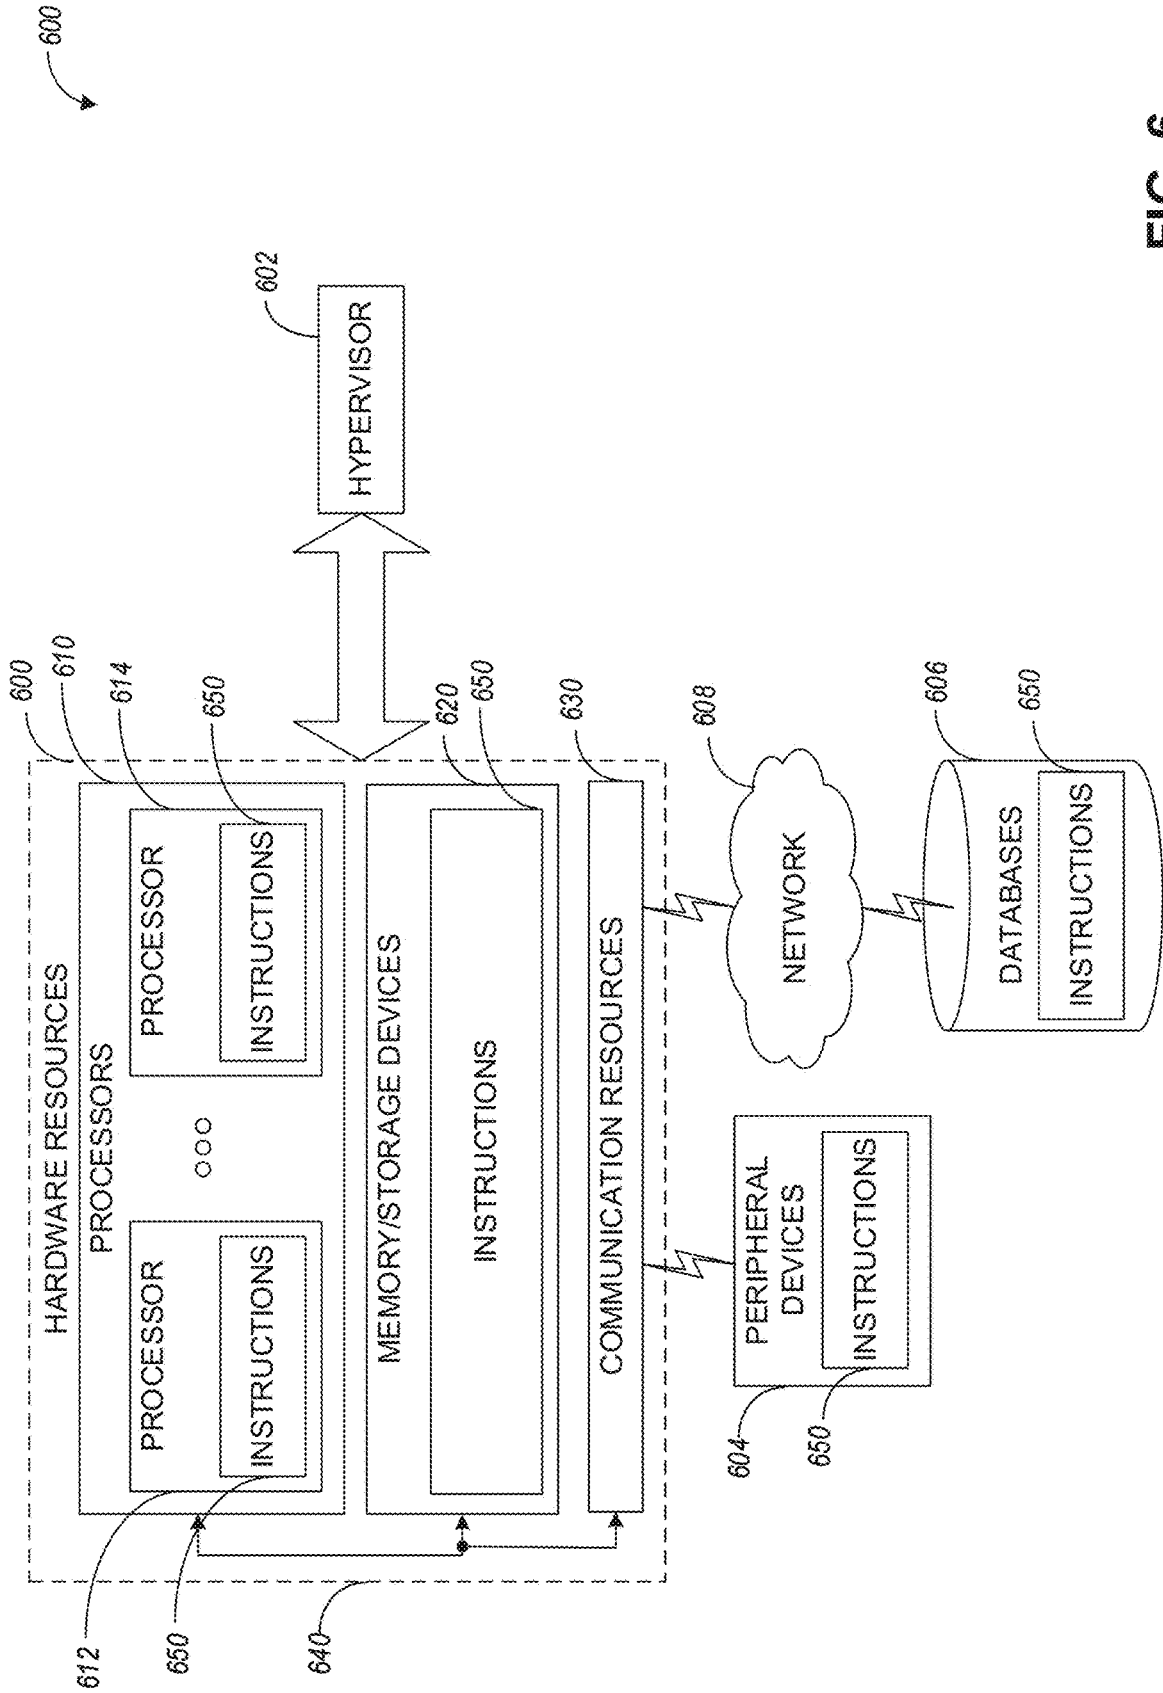 600
HARDWARE RESOURCES
600
PROCESSORS
610
612
PROCESSOR
INSTRUCTIONS
650
PROCESSOR
614
INSTRUCTIONS
650
MEMORY/STORAGE DEVICES
620
INSTRUCTIONS
650
COMMUNICATION RESOURCES
630
640
HYPERVISOR
602
PERIPHERAL
DEVICES
604
INSTRUCTIONS
650
NETWORK
608
DATABASES
606
INSTRUCTIONS
650